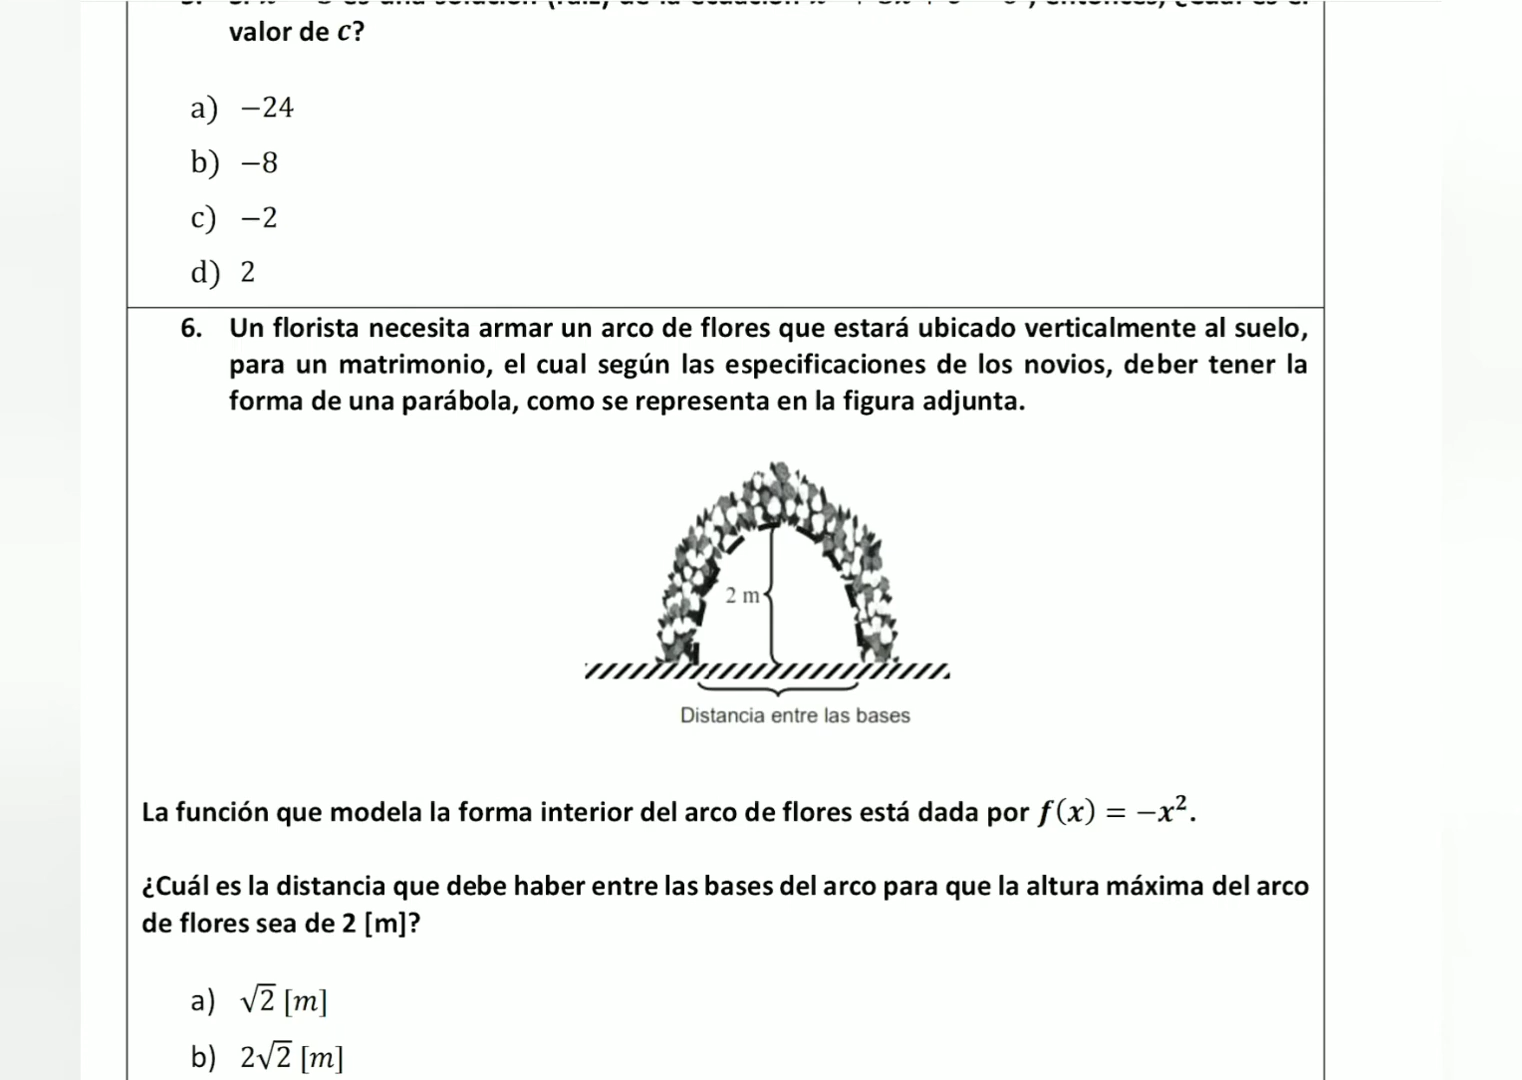 valor de c?
a) −24
b) −8
c) −2
d) 2
6. Un florista necesita armar un arco de flores que estará ubicado verticalmente al suelo,
para un matrimonio, el cual según las especificaciones de los novios, deber tener la
forma de una parábola, como se representa en la figura adjunta.
2 m
Distancia entre las bases
La función que modela la forma interior del arco de flores está dada por f(x) = −x².
¿Cuál es la distancia que debe haber entre las bases del arco para que la altura máxima del arco
de flores sea de 2 [m]?
a) √2 [m]
b) 2√2 [m]